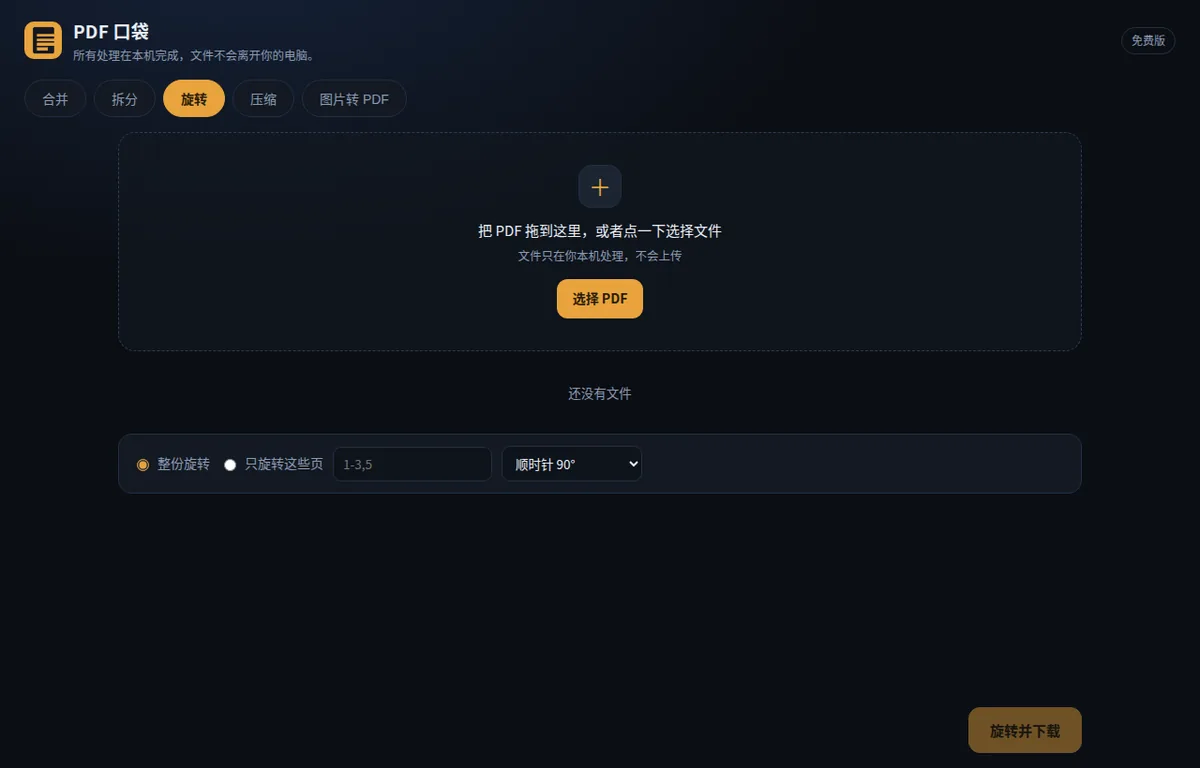 PDF 口袋
所有处理在本机完成，文件不会离开你的电脑。
免费版
合并
拆分
旋转
压缩
图片转 PDF
把 PDF 拖到这里，或者点一下选择文件
文件只在你本机处理，不会上传
选择 PDF
还没有文件
整份旋转 只旋转这些页 1-3,5 顺时针 90°
旋转并下载